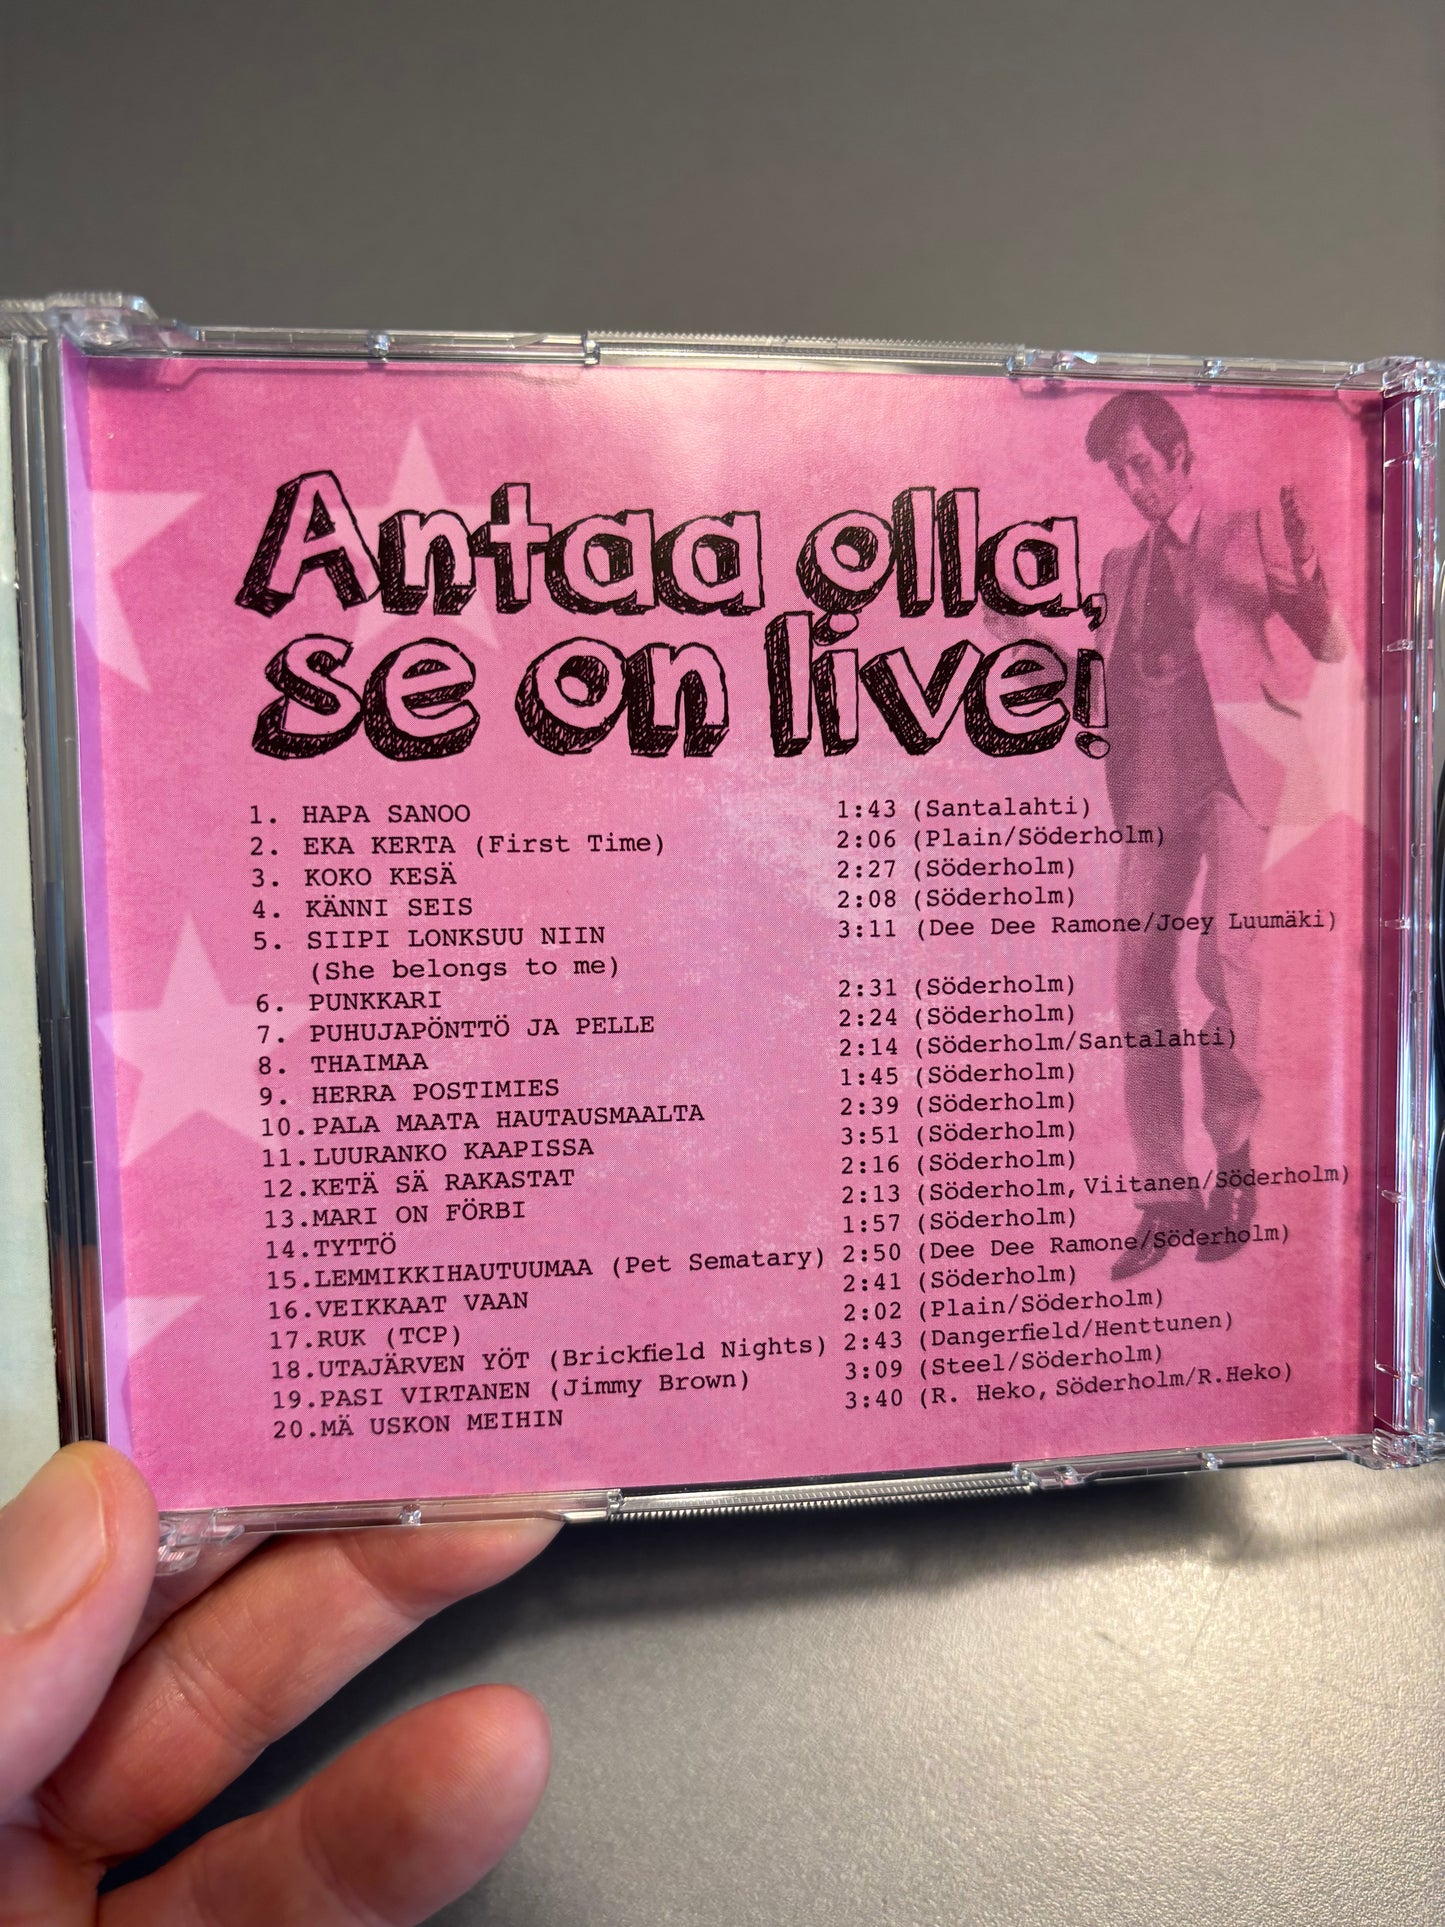 Antaa olla,
se on live!
1. HAPA SANOO 1:43 (Santalahti)
2. EKA KERTA (First Time) 2:06 (Plain/Söderholm)
3. KOKO KESÄ 2:27 (Söderholm)
4. KÄNNI SEIS 2:08 (Söderholm)
5. SIIPI LONKSUU NIIN 3:11 (Dee Dee Ramone/Joey Luumäki)
(She belongs to me)
6. PUNKKARI 2:31 (Söderholm)
7. PUHUJAPÖNTTÖ JA PELLE 2:24 (Söderholm)
8. THAIMAA 2:14 (Söderholm/Santalahti)
9. HERRA POSTIMIES 1:45 (Söderholm)
10.PALA MAATA HAUTAUSMAALTA 2:39 (Söderholm)
11.LUURANKO KAAPISSA 3:51 (Söderholm)
12.KETÄ SÄ RAKASTAT 2:16 (Söderholm)
13.MARI ON FÖRBI 2:13 (Söderholm, Viitanen/Söderholm)
14.TYTTÖ 1:57 (Söderholm)
15.LEMMIKKIHAUTUUMAA (Pet Sematary) 2:50 (Dee Dee Ramone/Söderholm)
16.VEIKKAAT VAAN 2:41 (Söderholm)
17.RUK (TCP) 2:02 (Plain/Söderholm)
18.UTAJÄRVEN YÖT (Brickfield Nights) 2:43 (Dangerfield/Henttunen)
19.PASI VIRTANEN (Jimmy Brown) 3:09 (Steel/Söderholm)
20.MÄ USKON MEIHIN 3:40 (R. Heko, Söderholm/R.Heko)